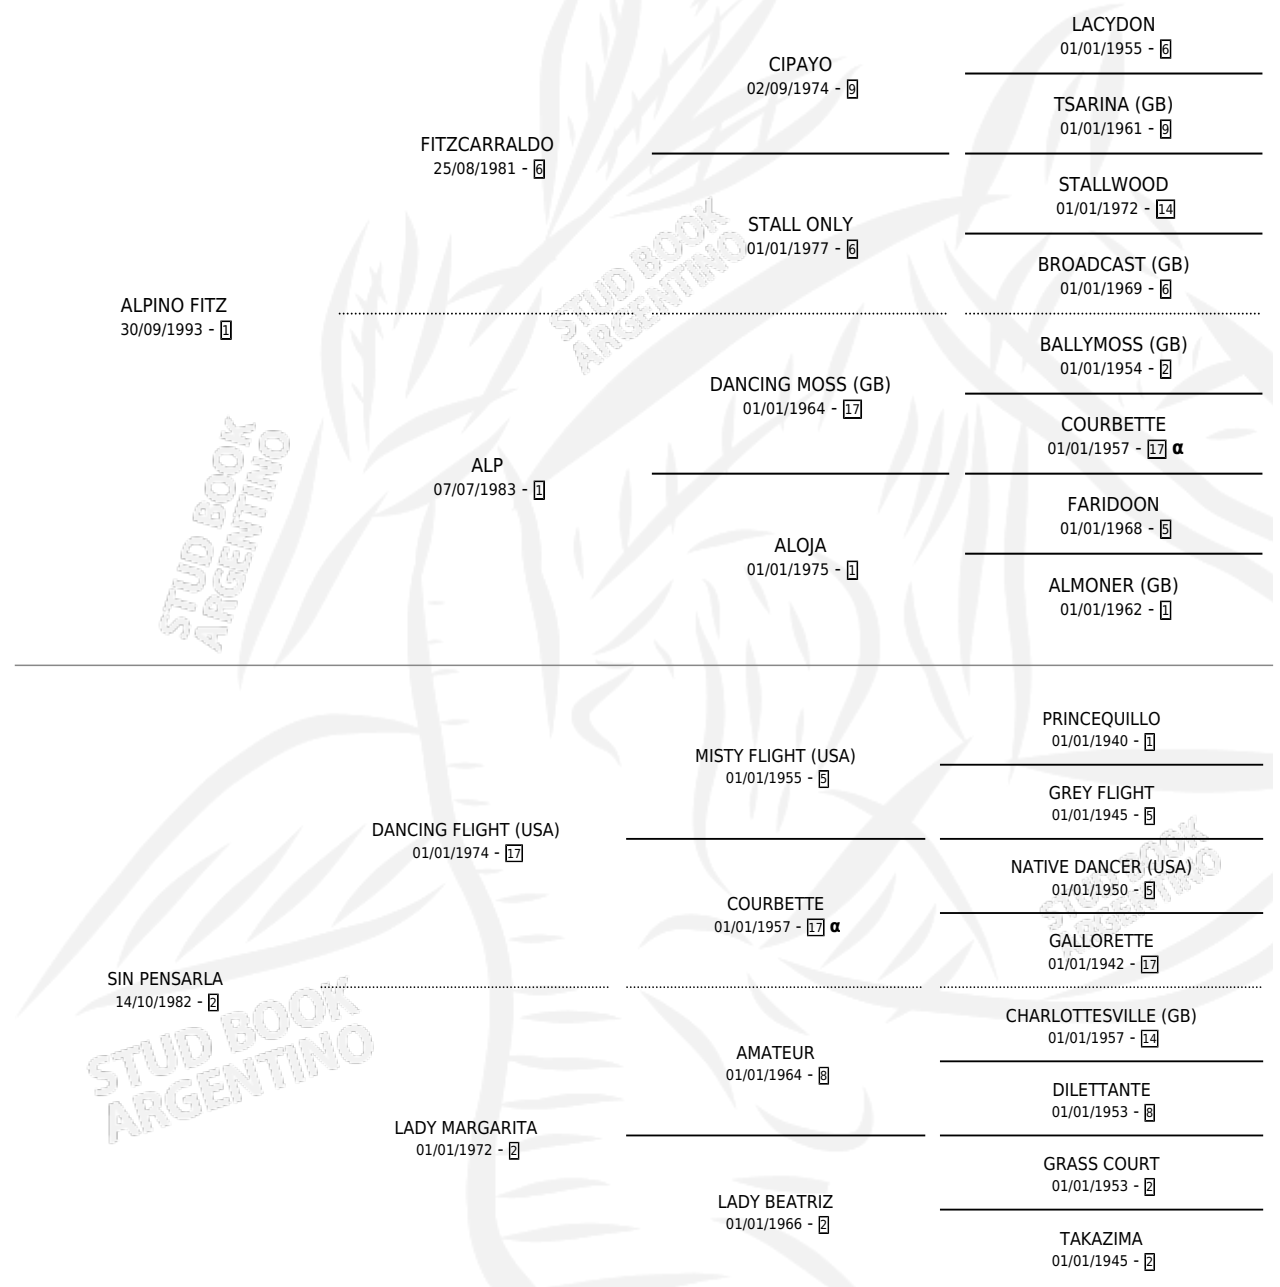 LACYDON
01/01/1955 - 6
CIPAYO
02/09/1974 - 9
TSARINA (GB)
01/01/1961 - 9
FITZCARRALDO
25/08/1981 - 6
STALLWOOD
01/01/1972 - 14
STALL ONLY
01/01/1977 - 6
BROADCAST (GB)
01/01/1969 - 6
ALPINO FITZ
30/09/1993 - 1
BALLYMOSS (GB)
01/01/1954 - 2
DANCING MOSS (GB)
01/01/1964 - 17
COURBETTE
01/01/1957 - 17 α
ALP
07/07/1983 - 1
FARIDOON
01/01/1968 - 5
ALOJA
01/01/1975 - 1
ALMONER (GB)
01/01/1962 - 1
PRINCEQUILLO
01/01/1940 - 1
MISTY FLIGHT (USA)
01/01/1955 - 5
GREY FLIGHT
01/01/1945 - 5
DANCING FLIGHT (USA)
01/01/1974 - 17
NATIVE DANCER (USA)
01/01/1950 - 5
COURBETTE
01/01/1957 - 17 α
GALLORETTE
01/01/1942 - 17
SIN PENSARLA
14/10/1982 - 2
CHARLOTTESVILLE (GB)
01/01/1957 - 14
AMATEUR
01/01/1964 - 8
DILETTANTE
01/01/1953 - 8
LADY MARGARITA
01/01/1972 - 2
GRASS COURT
01/01/1953 - 2
LADY BEATRIZ
01/01/1966 - 2
TAKAZIMA
01/01/1945 - 2
STUD BOOK
ARGENTINO
STUD BOOK
ARGENTINO
STUD BOOK
ARGENTINO
STUD BOOK
ARGENTINO